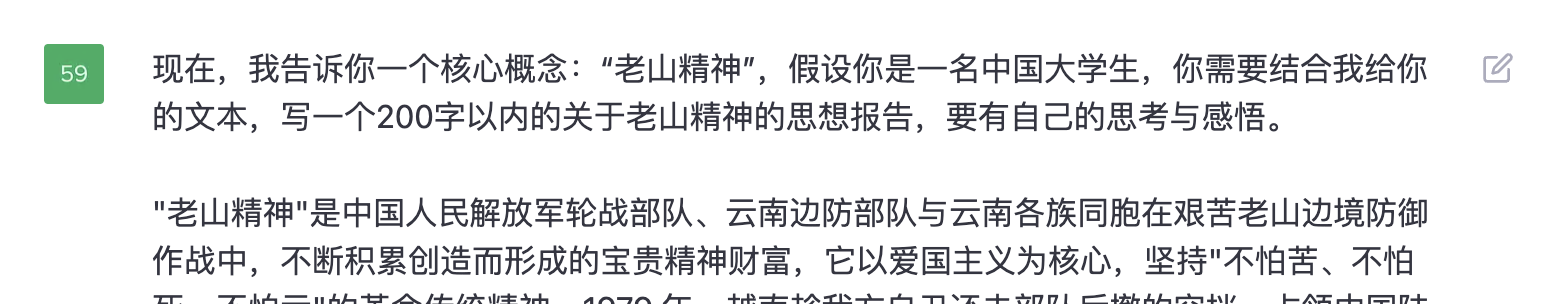 59
现在，我告诉你一个核心概念：“老山精神”，假设你是一名中国大学生，你需要结合我给你
的文本，写一个200字以内的关于老山精神的思想报告，要有自己的思考与感悟。
"老山精神"是中国人民解放军轮战部队、云南边防部队与云南各族同胞在艰苦老山边境防御
作战中，不断积累创造而形成的宝贵精神财富，它以爱国主义为核心，坚持"不怕苦、不怕